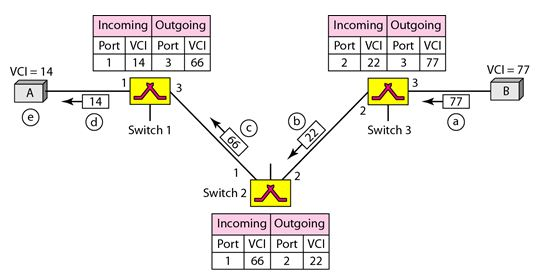 Incoming Outgoing
Port VCI Port VCI
1 14 3 66
Incoming Outgoing
Port VCI Port VCI
2 22 3 77
VCI = 14
A
1
3
14
e
d
Switch 1
VCI = 77
B
3
2
77
a
Switch 3
b
22
c
66
1
2
Switch 2
Incoming Outgoing
Port VCI Port VCI
1 66 2 22